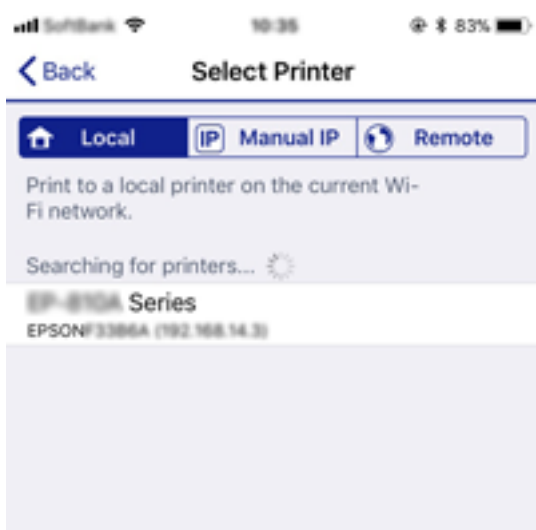 SoftBank 10:35 83%
Back Select Printer
Local IP Manual IP Remote
Print to a local printer on the current Wi-
Fi network.
Searching for printers...
Series
EPSON